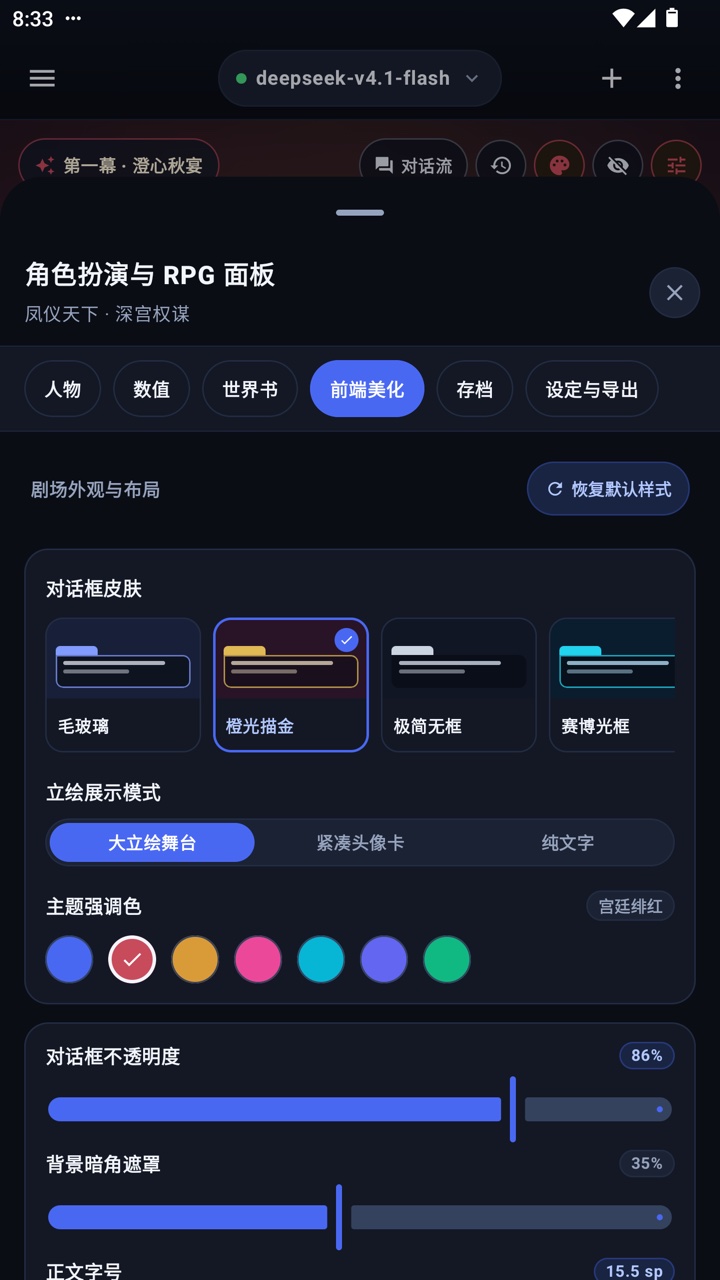 8:33
deepseek-v4.1-flash
第一幕 · 澄心秋宴
对话流
角色扮演与 RPG 面板
凤仪天下 · 深宫权谋
人物
数值
世界书
前端美化
存档
设定与导出
剧场外观与布局
恢复默认样式
对话框皮肤
毛玻璃
橙光描金
极简无框
赛博光框
立绘展示模式
大立绘舞台
紧凑头像卡
纯文字
主题强调色
宫廷绯红
对话框不透明度
86%
背景暗角遮罩
35%
正文字号
15.5 sp